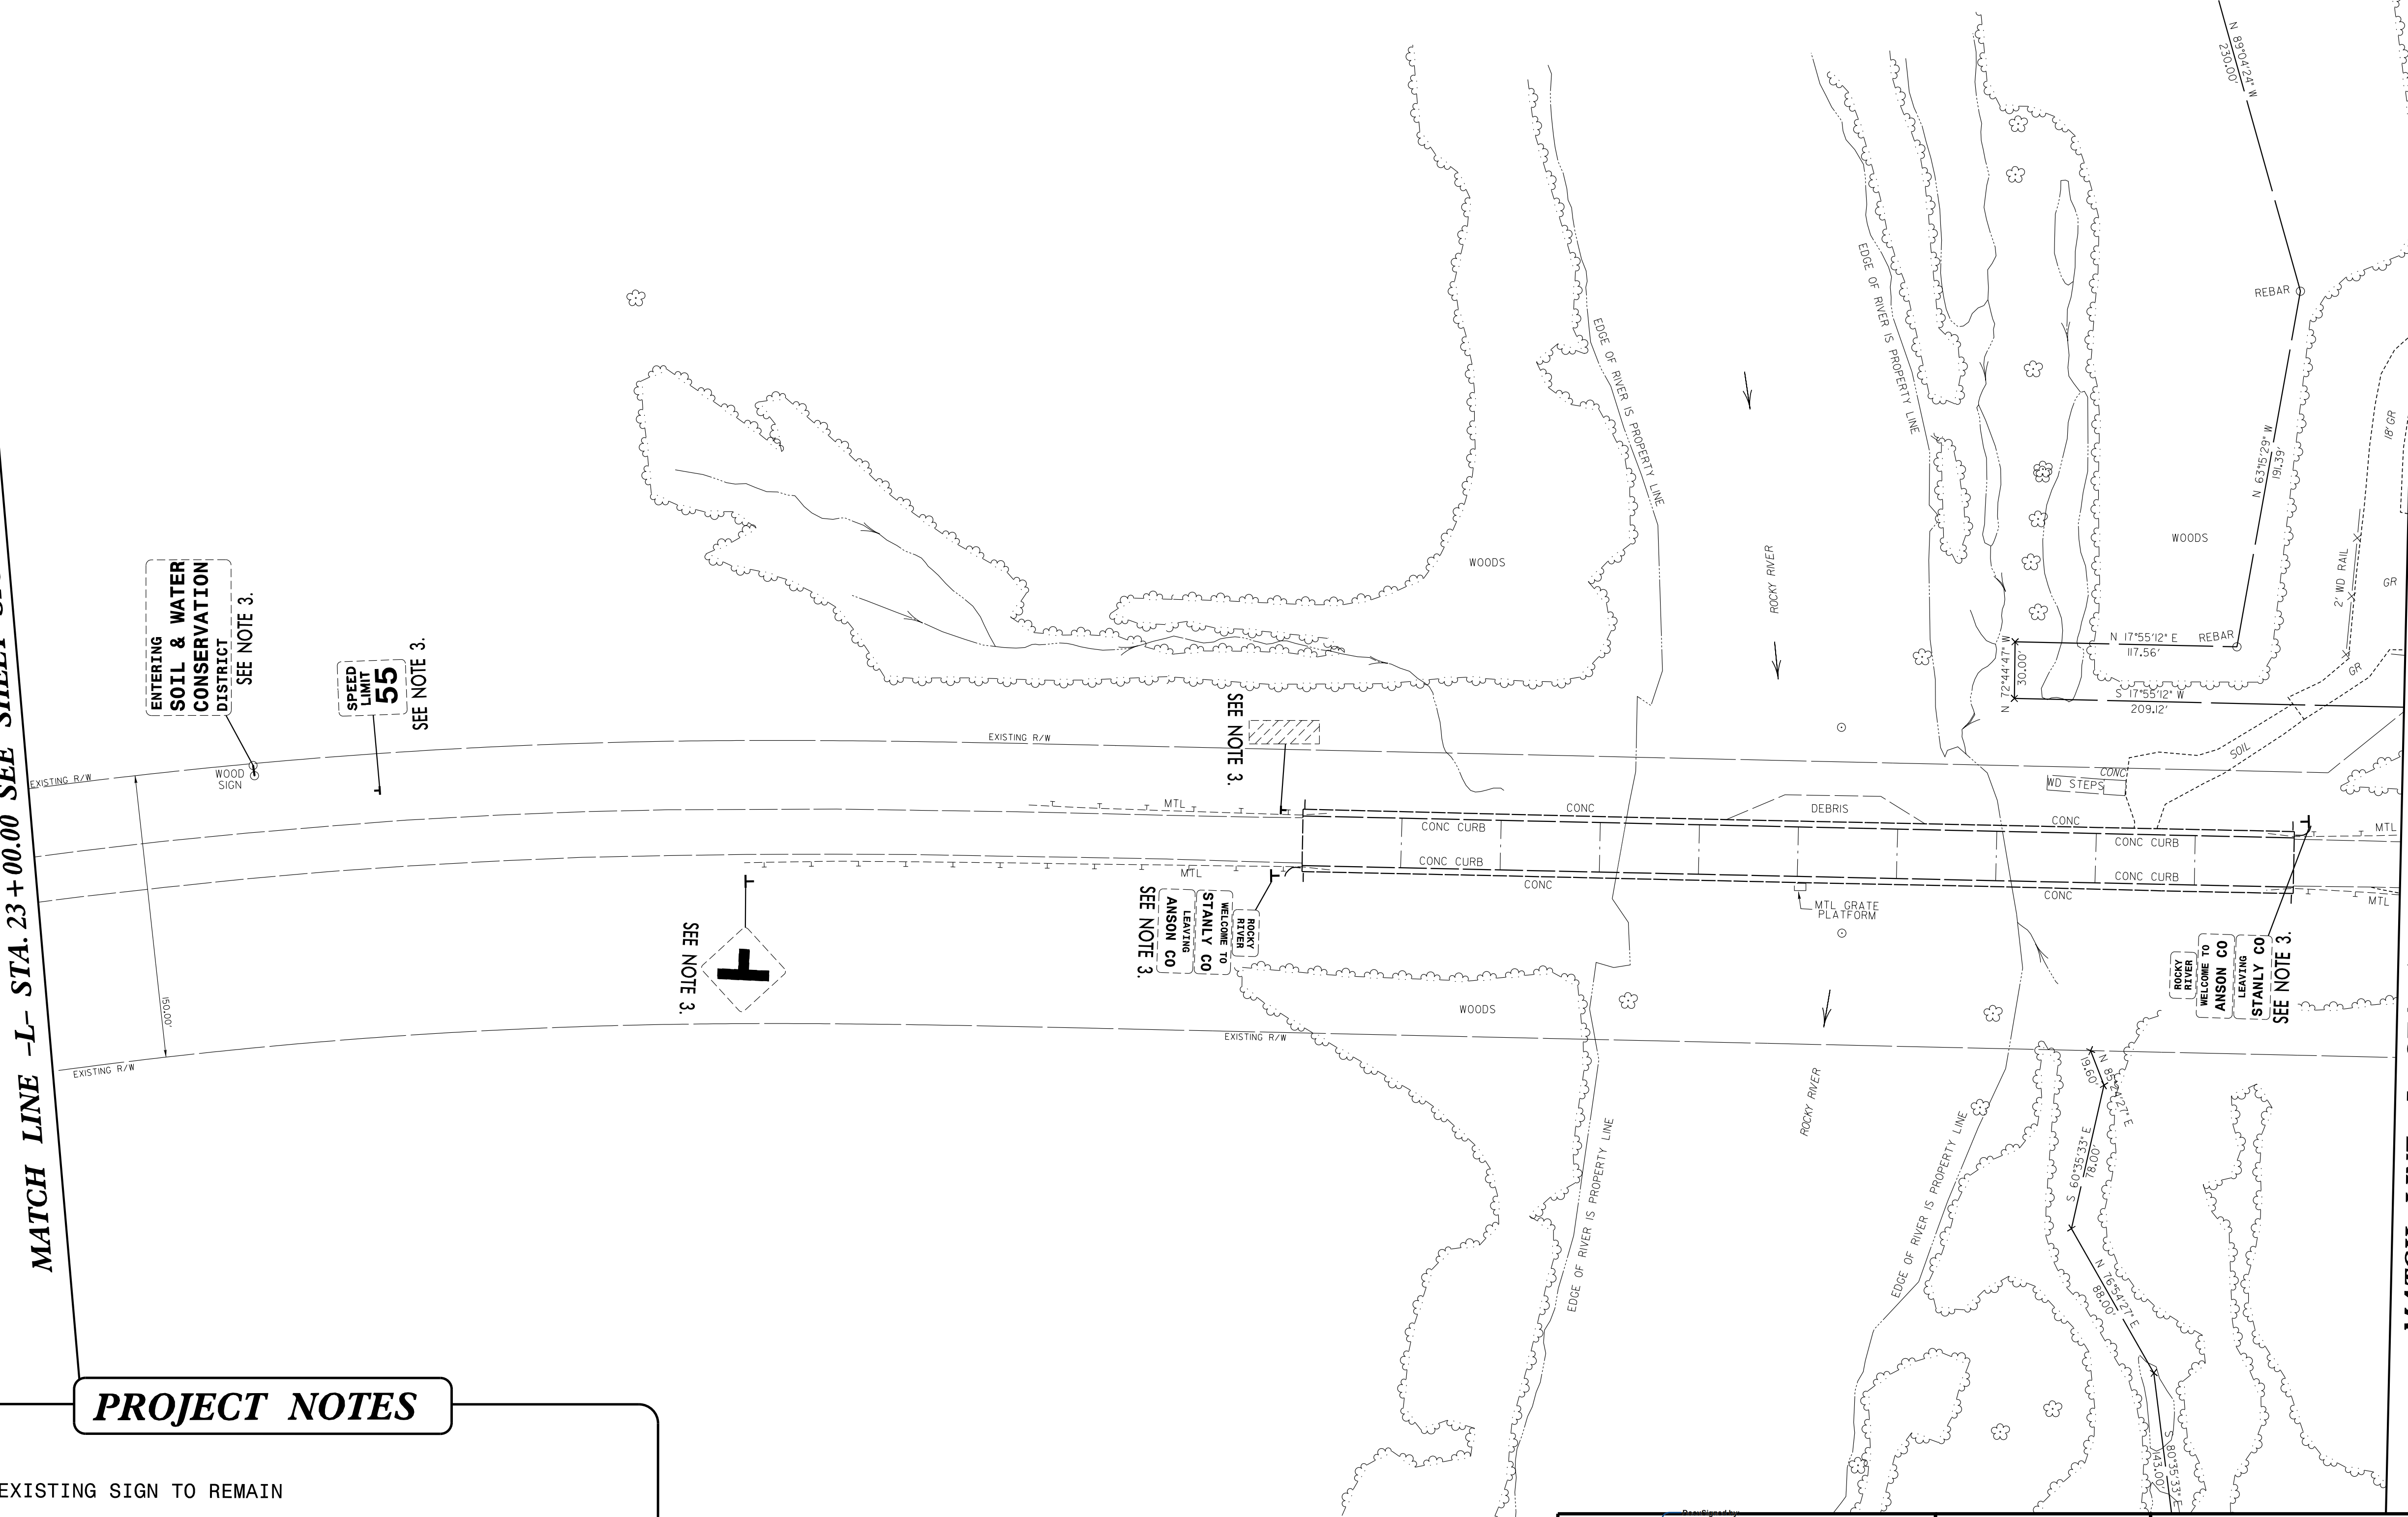 MATCH LINE -L- STA. 23+00.00 SEE SHEET
ENTERING
SOIL & WATER
CONSERVATION
DISTRICT
SEE NOTE 3.
SPEED
LIMIT
55
SEE NOTE 3.
WOOD
SIGN
EXISTING R/W
150.00'
EXISTING R/W
EXISTING R/W
SEE NOTE 3.
SEE NOTE 3.
MTL
MTL
SEE NOTE 3.
LEAVING
ANSON CO
WELCOME TO
STANLY CO
ROCKY
RIVER
CONC
CONC CURB
CONC CURB
CONC
WOODS
WOODS
EXISTING R/W
EDGE OF RIVER IS PROPERTY LINE
EDGE OF RIVER IS PROPERTY LINE
EDGE OF RIVER IS PROPERTY LINE
EDGE OF RIVER IS PROPERTY LINE
ROCKY RIVER
ROCKY RIVER
DEBRIS
MTL GRATE
PLATFORM
CONC
CONC CURB
CONC CURB
CONC
WD STEPS
CONC
SOIL
MTL
MTL
N 89°04'24" W
230.00'
REBAR
N 63°15'29" W
191.39'
WOODS
18' GR
GR
2' WD RAIL
GR
N 17°55'12" E
117.56'
REBAR
N 72°44'47" W
30.00'
S 17°55'12" W
209.12'
ROCKY
RIVER
WELCOME TO
ANSON CO
LEAVING
STANLY CO
SEE NOTE 3.
19.60'
S 60°35'33" E
78.00'
N 76°54'27" E
88.00'
S 80°35'33" E
143.00'
PROJECT NOTES
EXISTING SIGN TO REMAIN